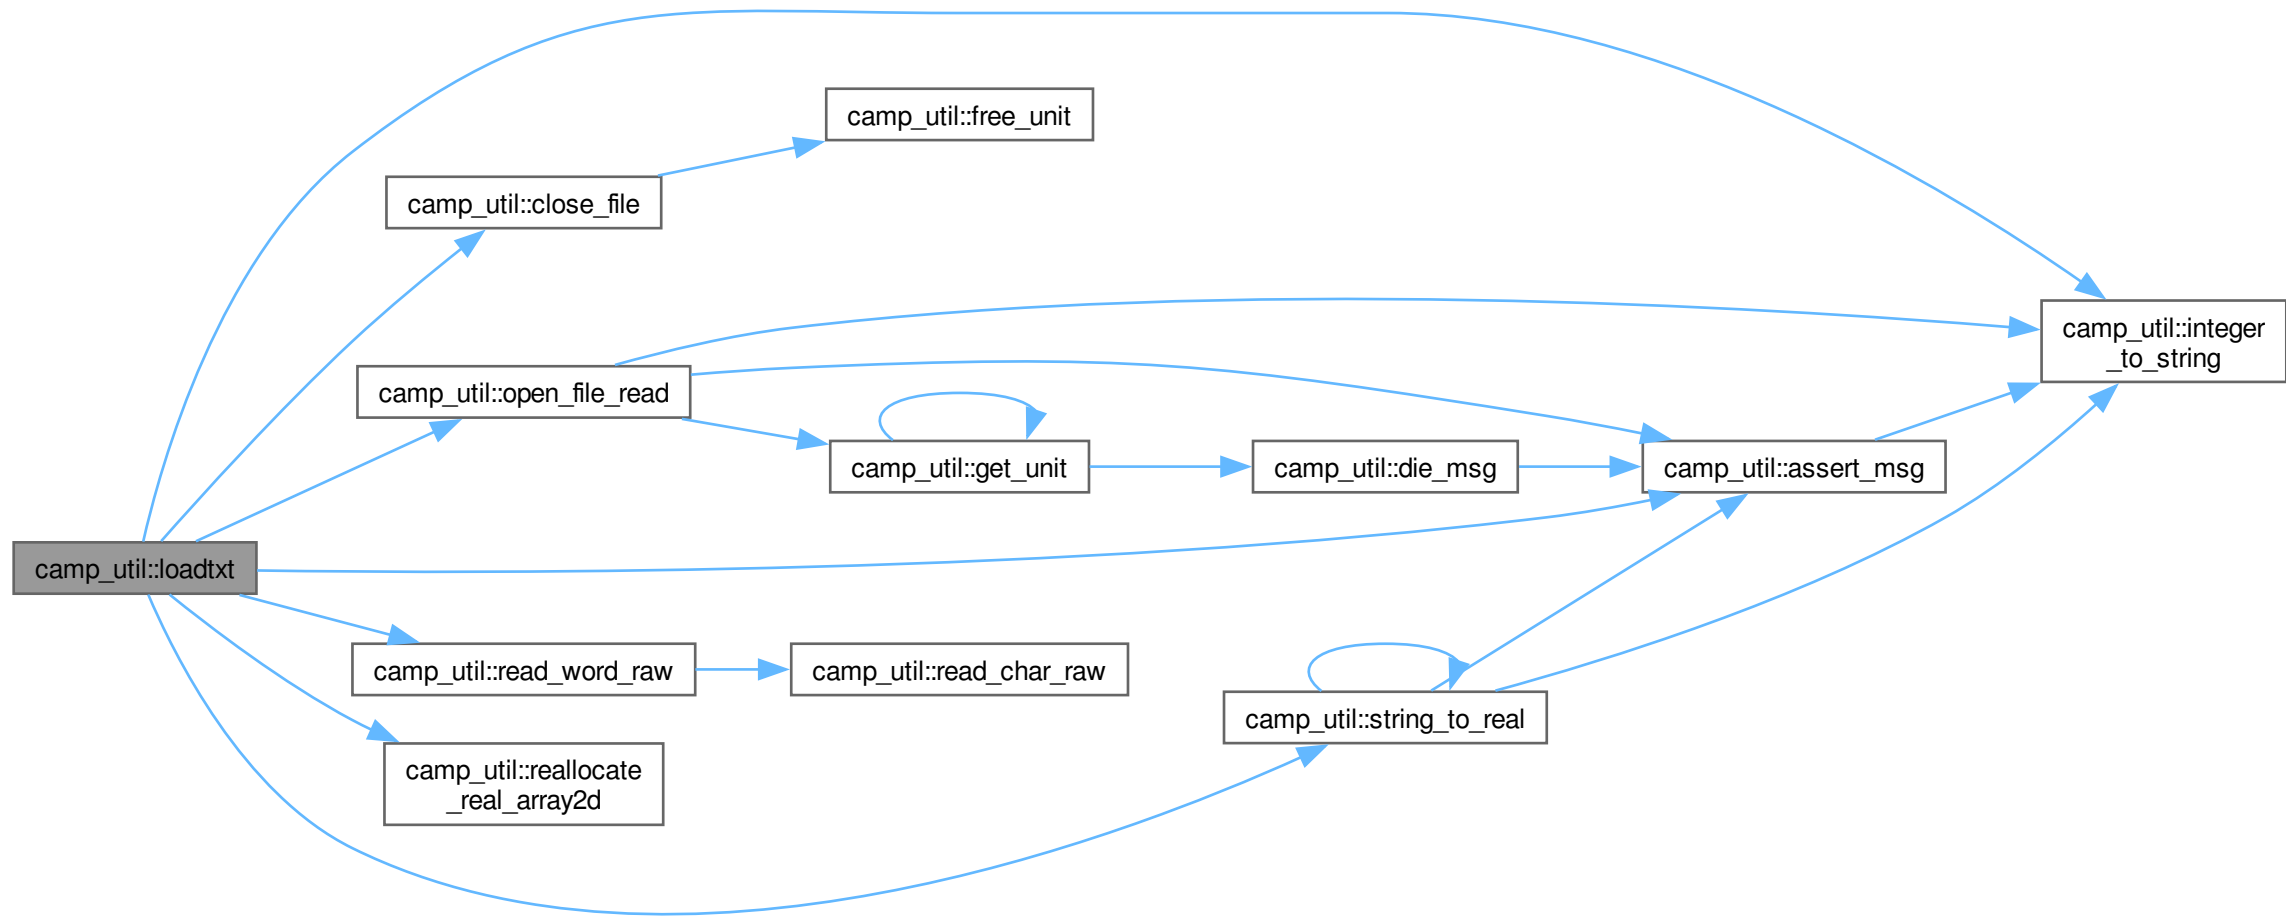 camp_util::free_unit
camp_util::close_file
camp_util::integer
_to_string
camp_util::open_file_read
camp_util::get_unit
camp_util::die_msg
camp_util::assert_msg
camp_util::loadtxt
camp_util::read_word_raw
camp_util::read_char_raw
camp_util::string_to_real
camp_util::reallocate
_real_array2d